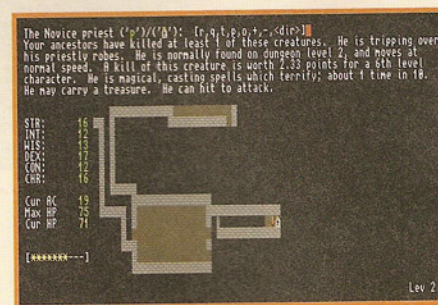 The Novice priest ('p')/('Å'): [r,q,t,p,o,+,-,<dir>]
Your ancestors have killed at least 1 of these creatures. He is tripping over
his priestly robes. He is normally found on dungeon level 2, and moves at
normal speed. A kill of this creature is worth 2.33 points for a 6th level
character. He is magical, casting spells which terrify; about 1 time in 10.
He may carry a treasure. He can hit to attack.
STR: 16
INT: 12
WIS: 13
DEX: 17
CON: 12
CHR: 16
Cur AC 19
Max HP 75
Cur HP 71
[*******---]
Lev 2